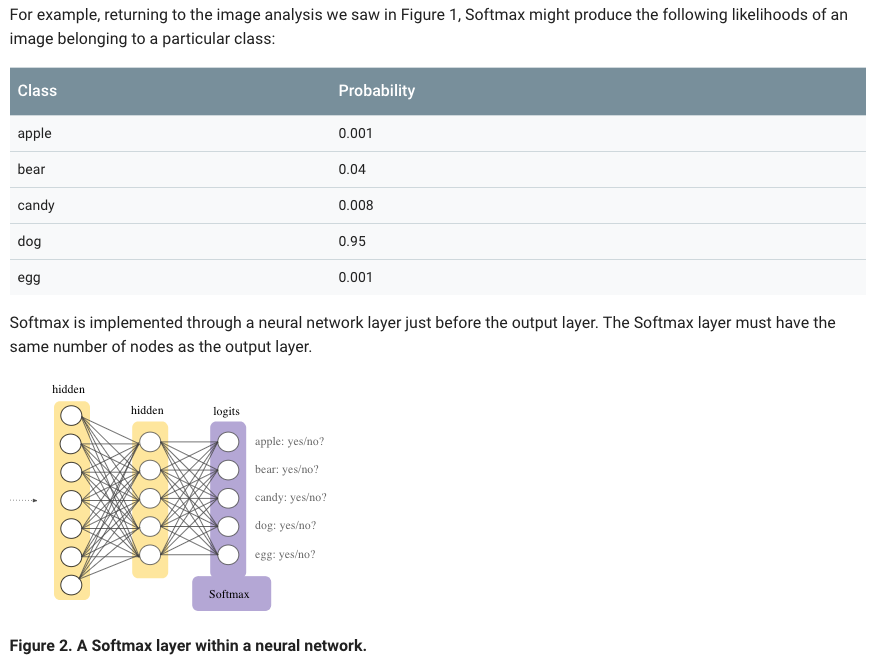 For example, returning to the image analysis we saw in Figure 1, Softmax might produce the following likelihoods of an
image belonging to a particular class:
Class Probability
apple 0.001
bear 0.04
candy 0.008
dog 0.95
egg 0.001
Softmax is implemented through a neural network layer just before the output layer. The Softmax layer must have the
same number of nodes as the output layer.
hidden
hidden
logits
apple: yes/no?
bear: yes/no?
candy: yes/no?
dog: yes/no?
egg: yes/no?
Softmax
Figure 2. A Softmax layer within a neural network.